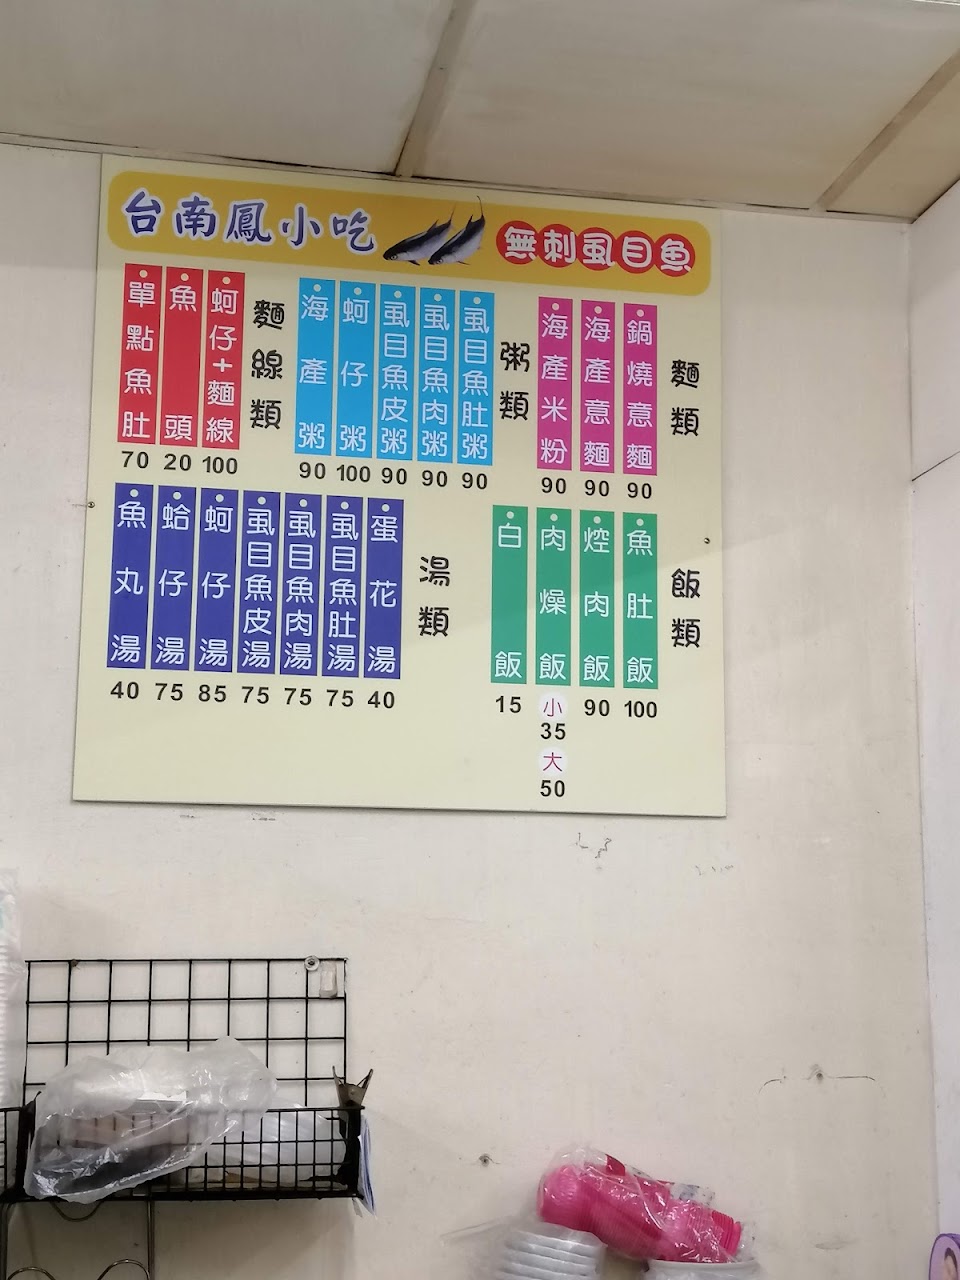 台南鳳小吃 無刺虱目魚
麵類
鍋燒意麵 90
海產意麵 90
海產米粉 90
粥類
虱目魚肚粥 90
虱目魚肉粥 90
虱目魚皮粥 90
蚵仔粥 100
海產粥 90
麵線類
蚵仔+麵線 100
魚頭 20
單點魚肚 70
飯類
魚肚飯 100
焢肉飯 90
肉燥飯 小 35 大 50
白飯 15
湯類
蛋花湯 40
虱目魚肚湯 75
虱目魚肉湯 75
虱目魚皮湯 75
蚵仔湯 85
蛤仔湯 75
魚丸湯 40